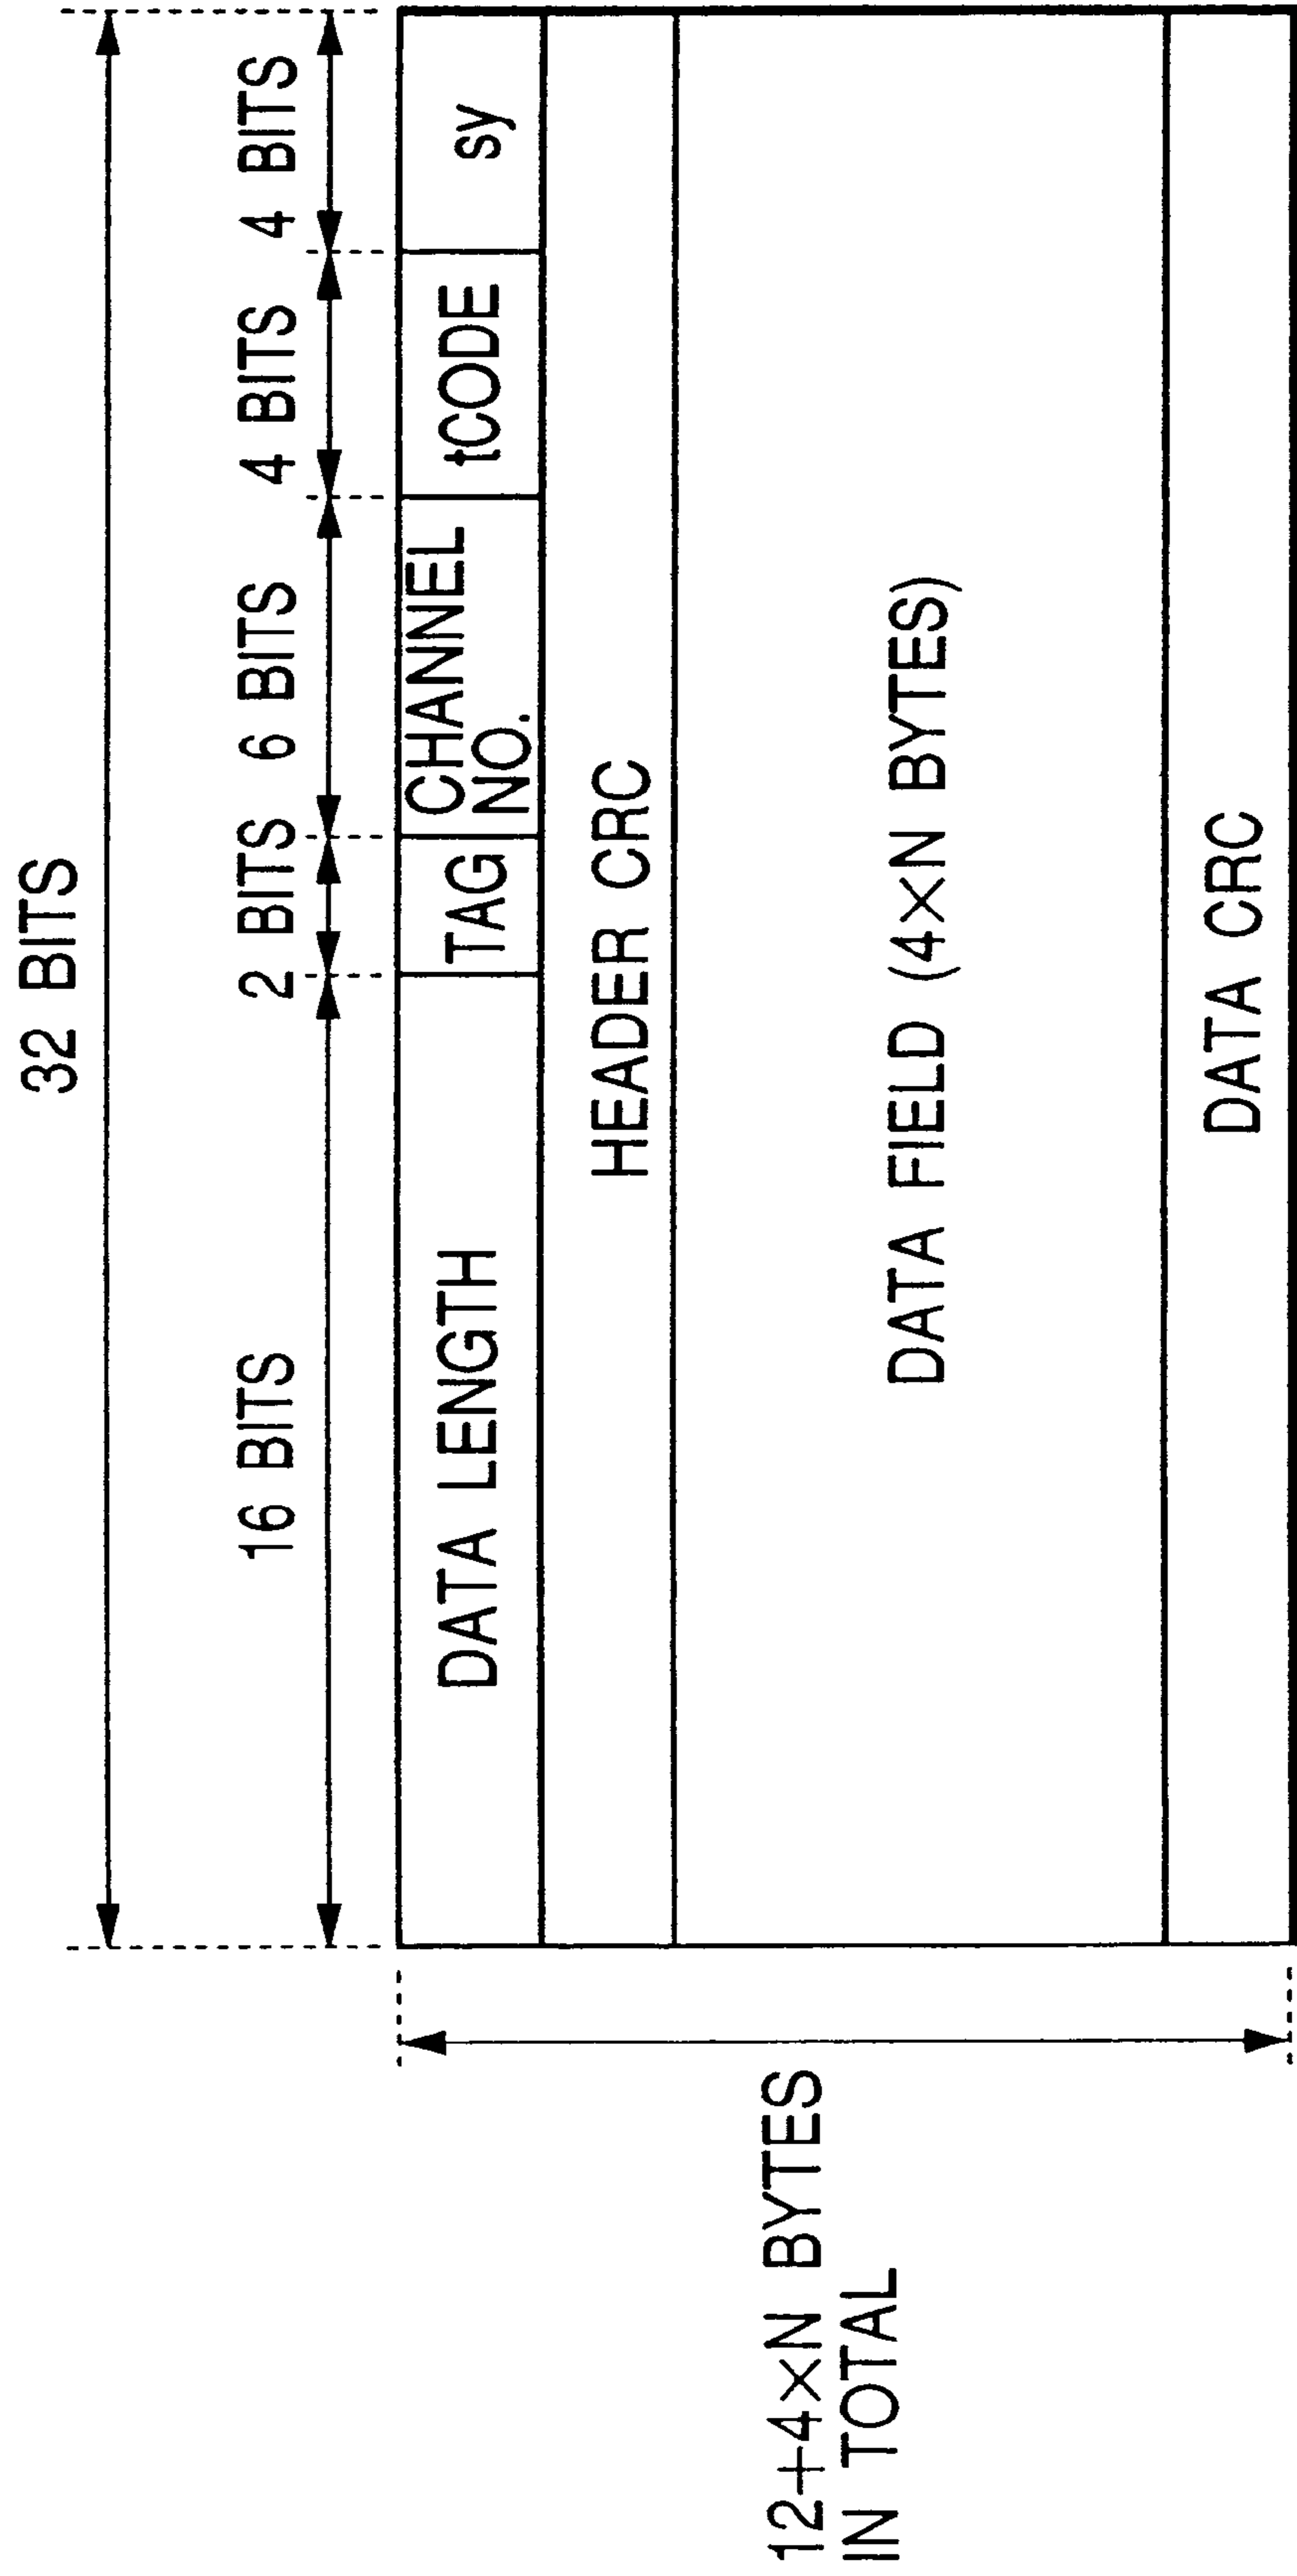 32 BITS
16 BITS
2 BITS
6 BITS
4 BITS
4 BITS
DATA LENGTH
TAG
CHANNEL
NO.
tCODE
sy
HEADER CRC
DATA FIELD (4×N BYTES)
DATA CRC
12+4×N BYTES
IN TOTAL